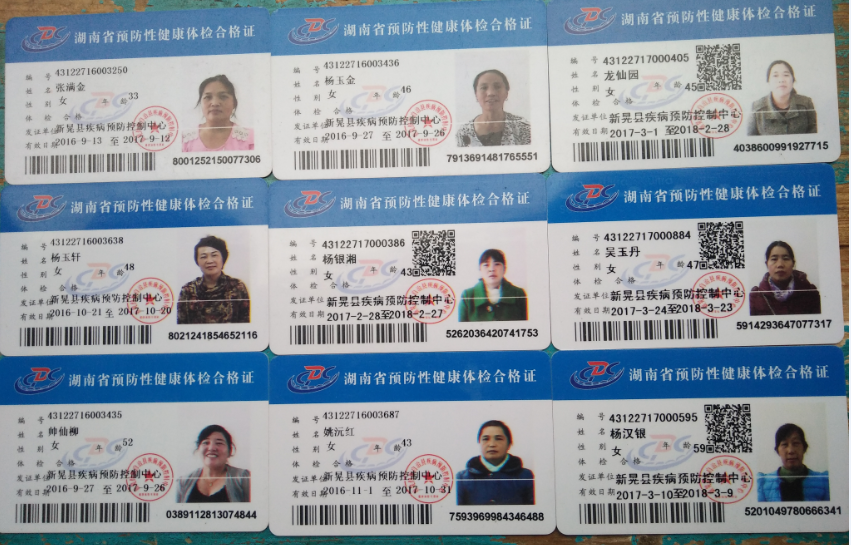 湖南省预防性健康体检合格证
编 号 43122716003250
姓 名 张满金
性 别 女 年 龄 33
体 检 合 格
发证单位 新晃县疾病预防控制中心
有效日期 2016-9-13 至 2017-9-12
8001252150077306
湖南省预防性健康体检合格证
编 号 43122716003436
姓 名 杨玉金
性 别 女 年 龄 46
体 检 合 格
发证单位 新晃县疾病预防控制中心
有效日期 2016-9-27 至 2017-9-26
7913691481765551
湖南省预防性健康体检合格证
编 号 43122717000405
姓 名 龙仙园
性 别 女 年 龄 45
体 检 合 格
发证单位 新晃县疾病预防控制中心
有效日期 2017-3-1 至2018-2-28
4038600991927715
湖南省预防性健康体检合格证
编 号 43122716003638
姓 名 杨玉轩
性 别 女 年 龄 48
体 检 合 格
发证单位 新晃县疾病预防控制中心
有效日期 2016-10-21 至 2017-10-20
8021241854652116
湖南省预防性健康体检合格证
编 号 43122717000386
姓 名 杨银湘
性 别 女 年 龄 43
体 检 合 格
发证单位 新晃县疾病预防控制中心
有效日期 2017-2-28至2018-2-27
5262036420741753
湖南省预防性健康体检合格证
编 号 43122717000884
姓 名 吴玉丹
性 别 女 年 龄 47
体 检 合 格
发证单位 新晃县疾病预防控制中心
有效日期 2017-3-24至2018-3-23
5914293647077317
湖南省预防性健康体检合格证
编 号 43122716003435
姓 名 帅仙柳
性 别 女 年 龄 52
体 检 合 格
发证单位 新晃县疾病预防控制中心
有效日期 2016-9-27 至 2017-9-26
0389112813074844
湖南省预防性健康体检合格证
编 号 43122716003687
姓 名 姚沅红
性 别 女 年 龄 43
体 检 合 格
发证单位 新晃县疾病预防控制中心
有效日期 2016-11-1 至 2017-10-31
7593969984346488
湖南省预防性健康体检合格证
编 号 43122717000595
姓 名 杨汉银
性 别 女 年 龄 59
体 检 合 格
发证单位 新晃县疾病预防控制中心
有效日期 2017-3-10至2018-3-9
5201049780666341